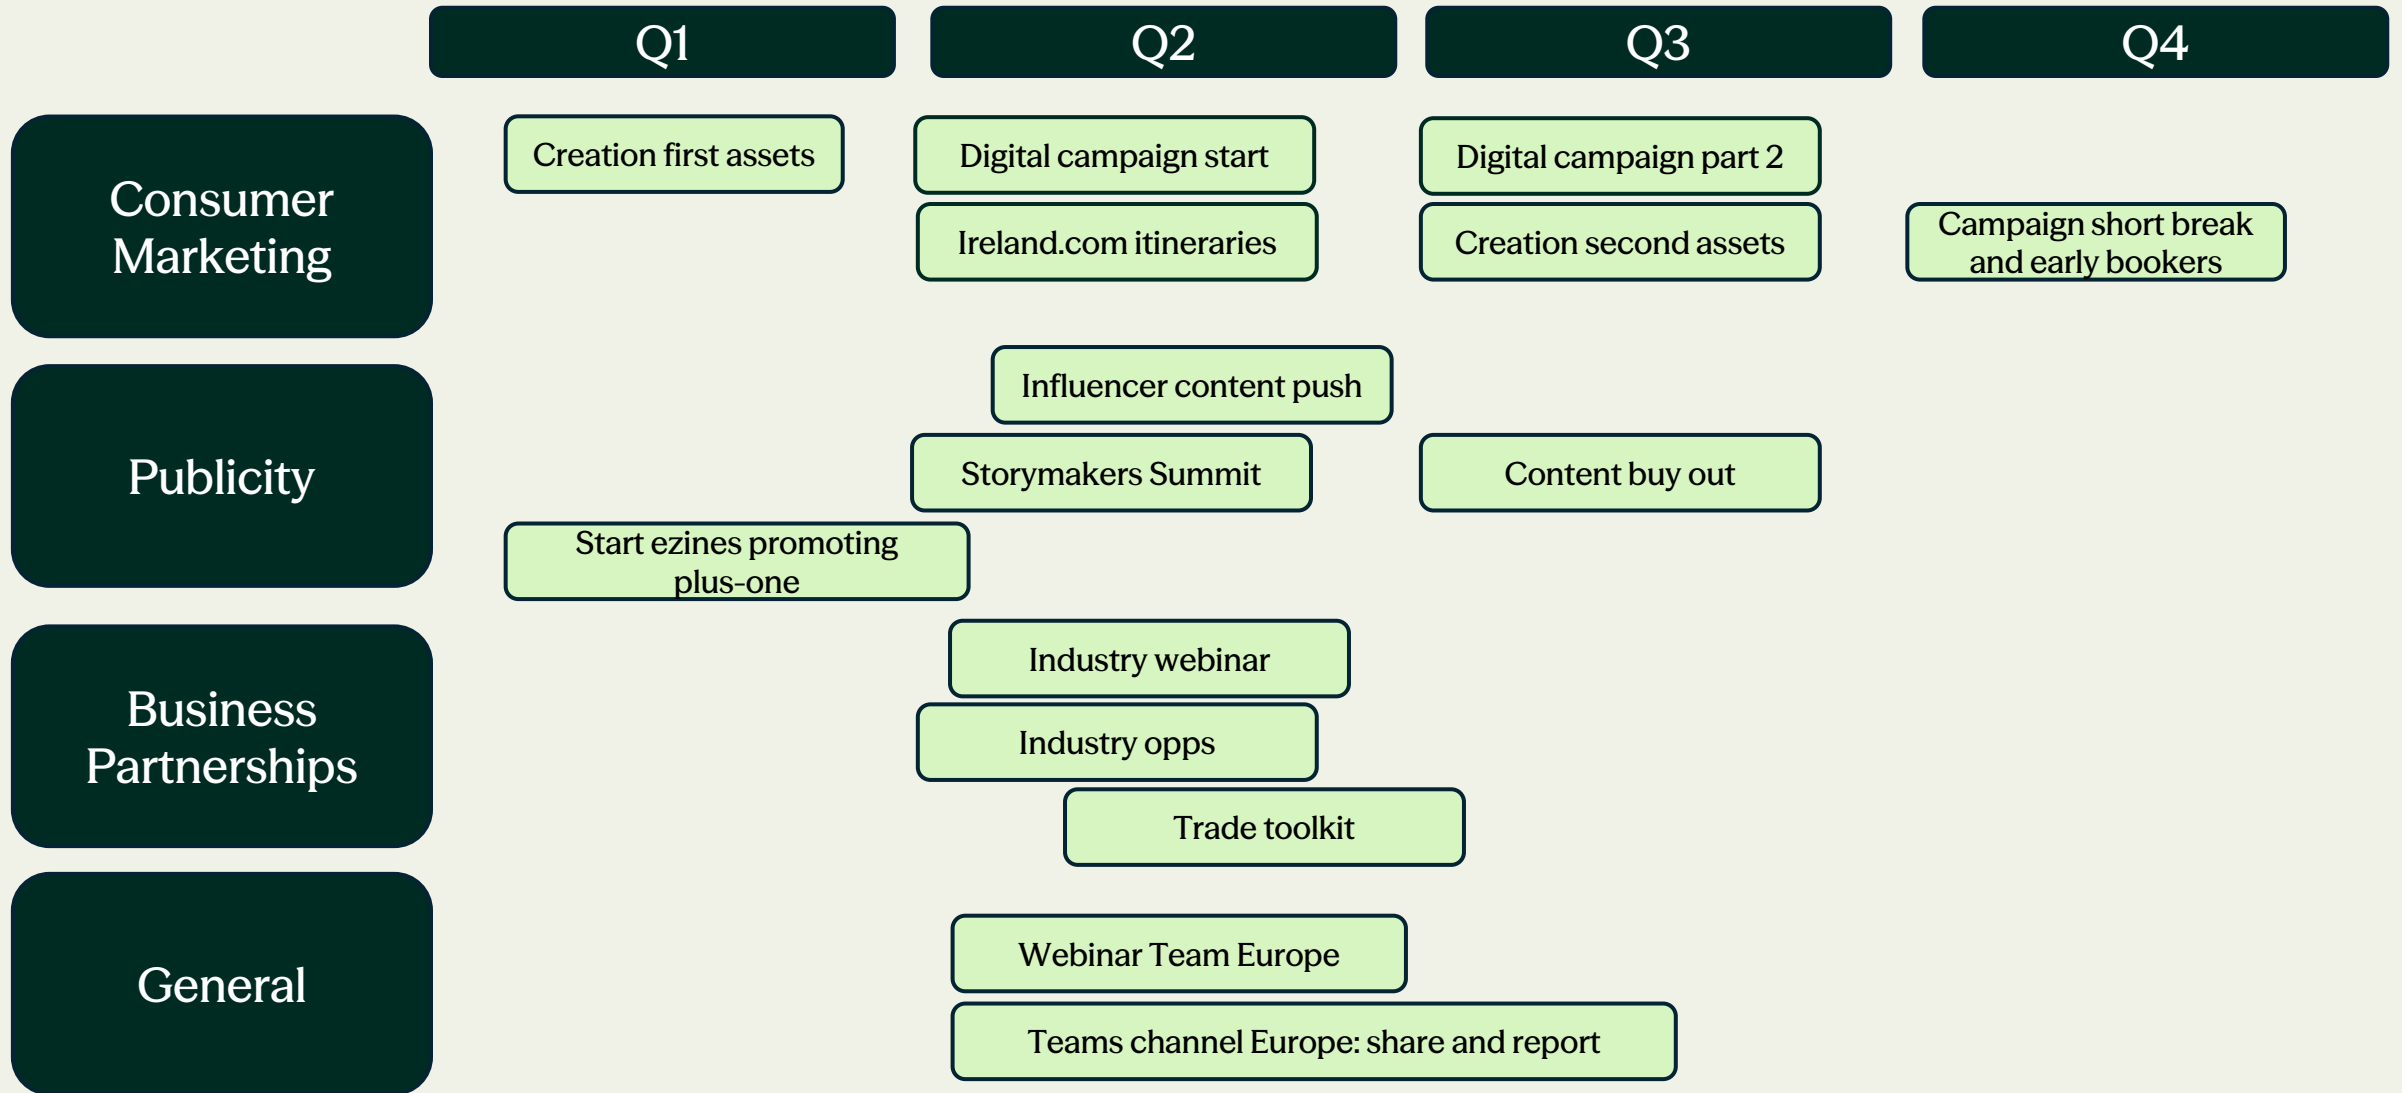 Q1
Q2
Q3
Q4
Consumer
Marketing
Creation first assets
Digital campaign start
Digital campaign part 2
Ireland.com itineraries
Creation second assets
Campaign short break
and early bookers
Publicity
Influencer content push
Storymakers Summit
Content buy out
Start ezines promoting
plus-one
Business
Partnerships
Industry webinar
Industry opps
Trade toolkit
General
Webinar Team Europe
Teams channel Europe: share and report